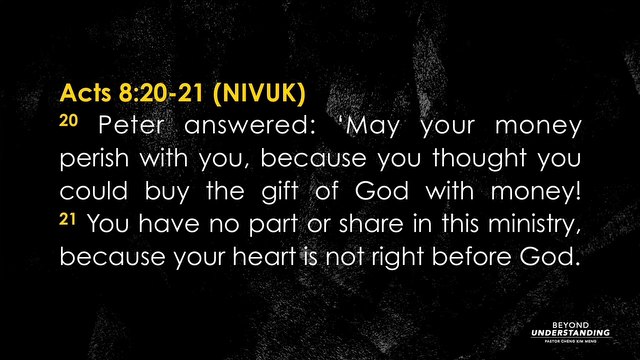 Acts 8:20-21 (NIVUK)
20 Peter answered: ‘May your money
perish with you, because you thought you
could buy the gift of God with money!
21 You have no part or share in this ministry,
because your heart is not right before God.
BEYOND
UNDERSTANDING
PASTOR CHENG KIM MENG